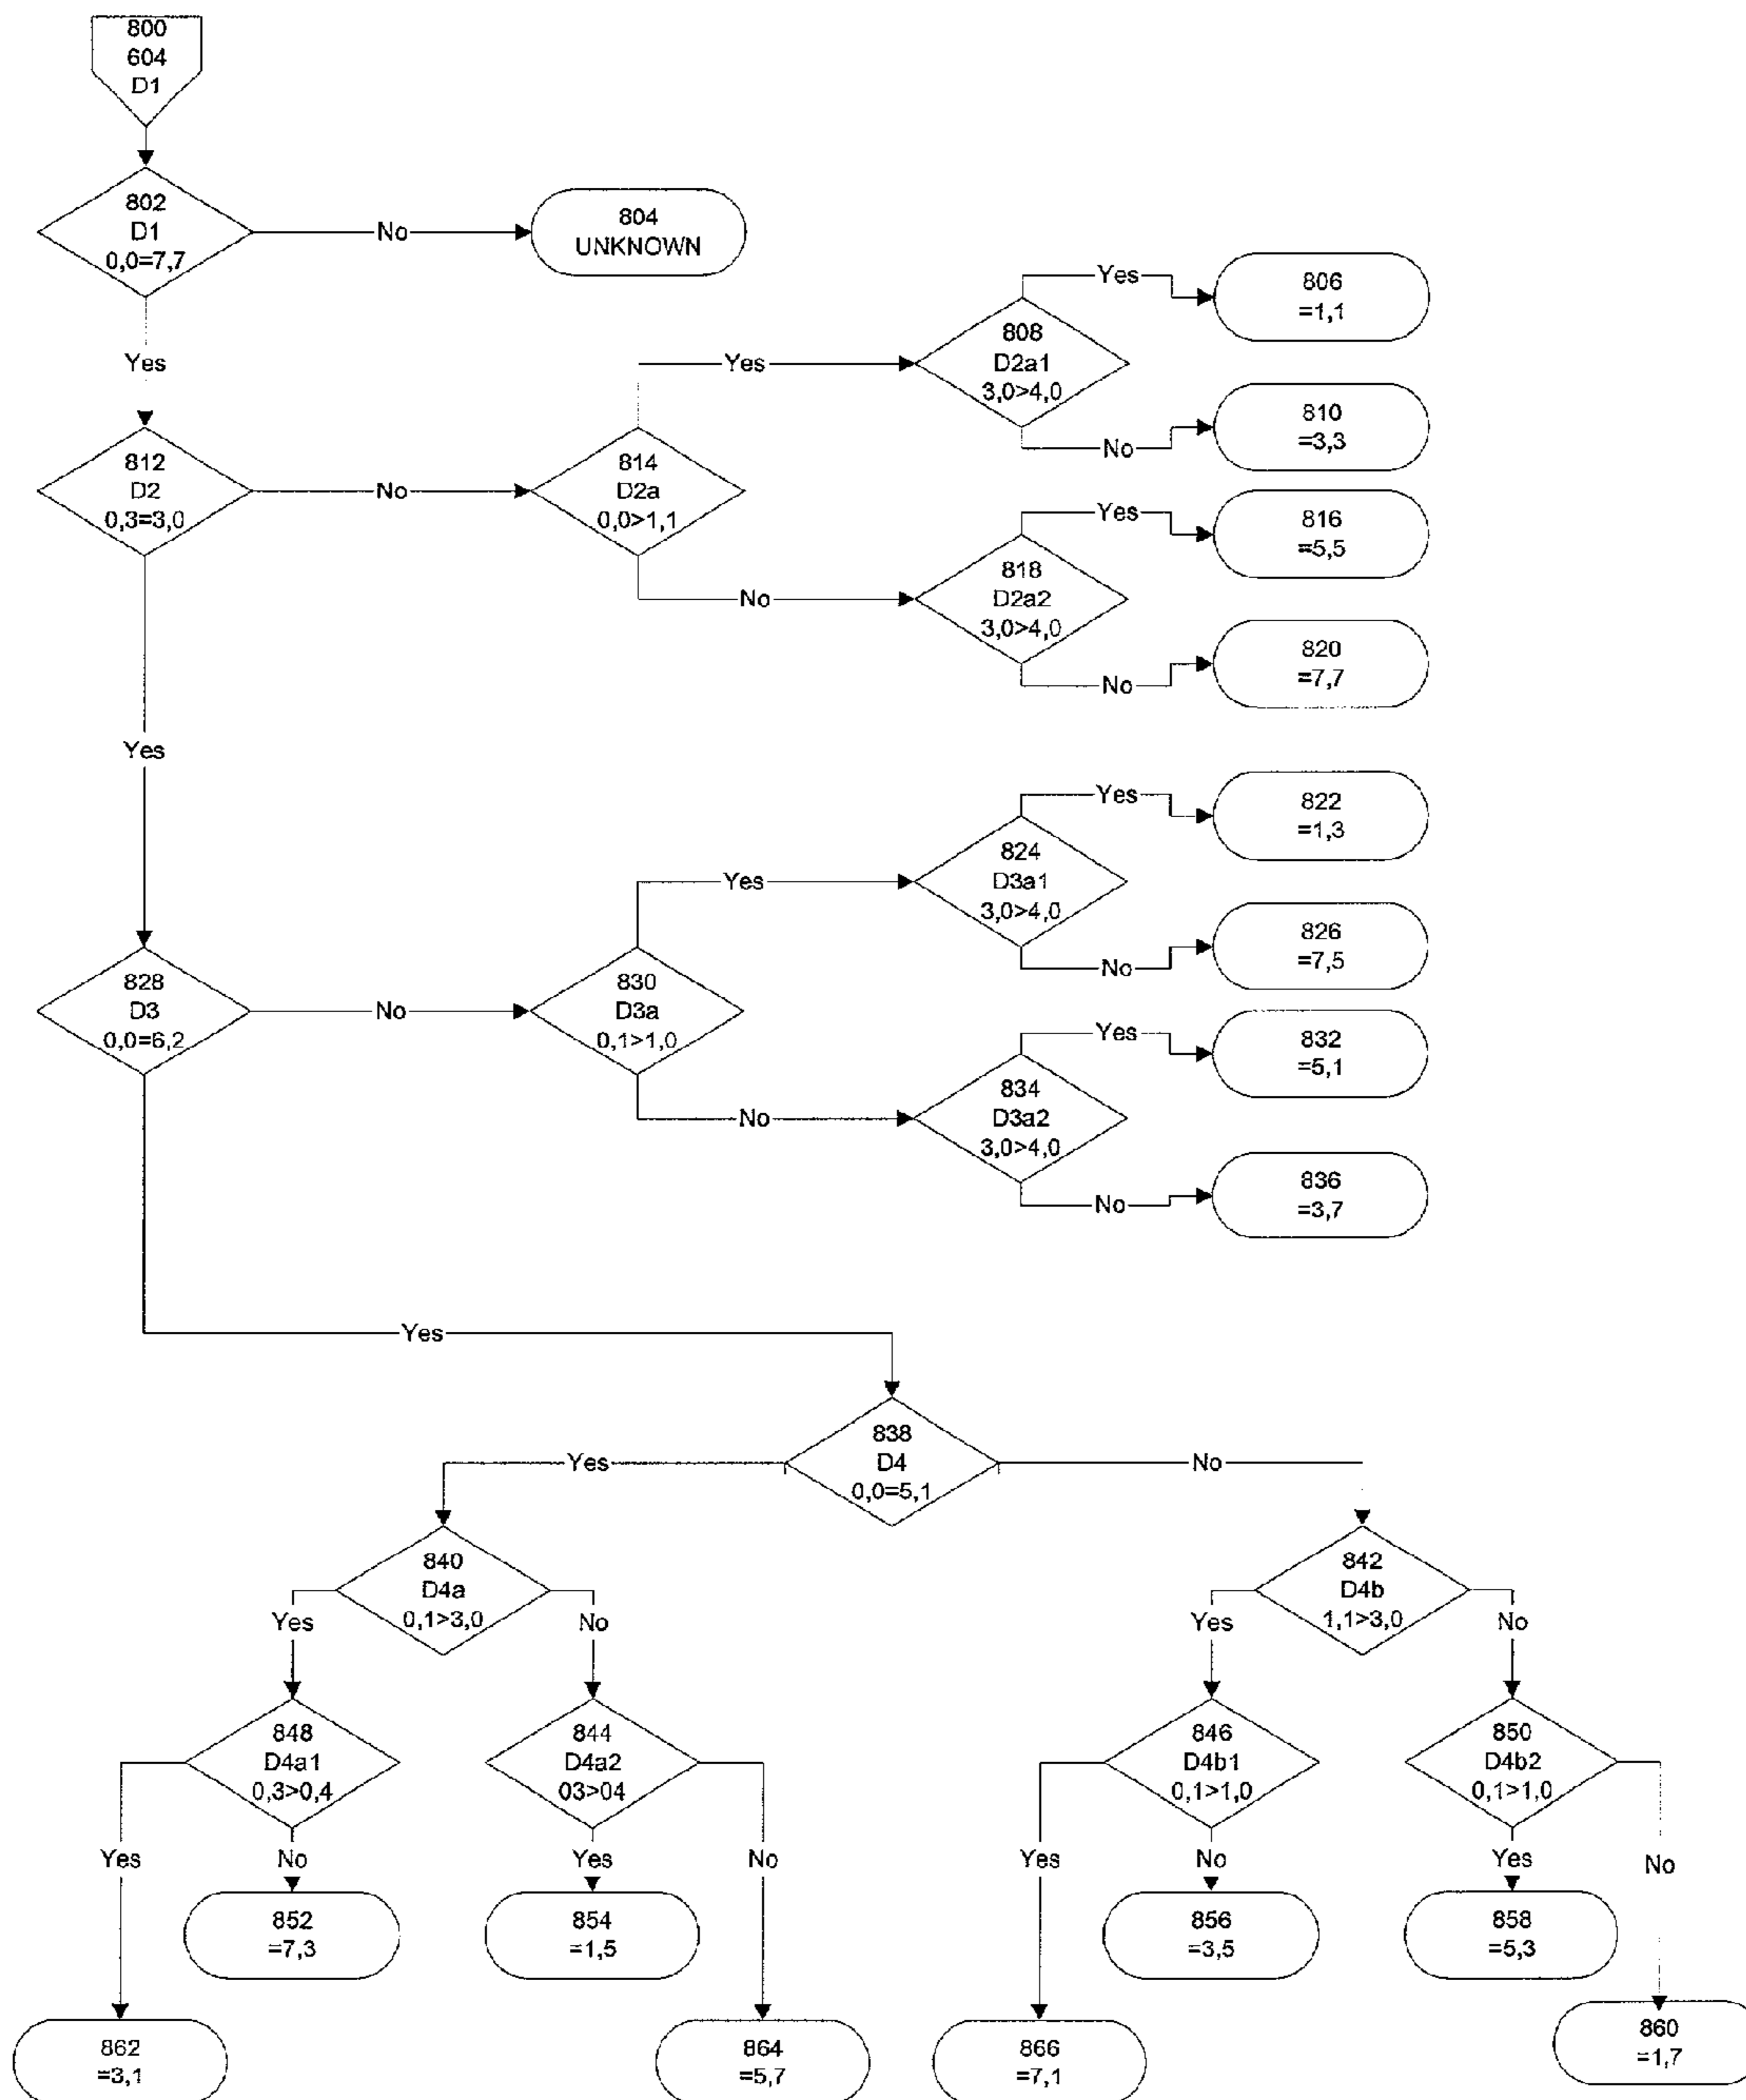 800
604
D1
802
D1
0,0=7,7
No
804
UNKNOWN
Yes
812
D2
0,3=3,0
No
814
D2a
0,0>1,1
Yes
808
D2a1
3,0>4,0
Yes
806
=1,1
No
810
=3,3
No
818
D2a2
3,0>4,0
Yes
816
=5,5
No
820
=7,7
Yes
828
D3
0,0=6,2
No
830
D3a
0,1>1,0
Yes
824
D3a1
3,0>4,0
Yes
822
=1,3
No
826
=7,5
No
834
D3a2
3,0>4,0
Yes
832
=5,1
No
836
=3,7
Yes
838
D4
0,0=5,1
Yes
No
840
D4a
0,1>3,0
Yes
No
842
D4b
1,1>3,0
Yes
No
848
D4a1
0,3>0,4
844
D4a2
03>04
846
D4b1
0,1>1,0
850
D4b2
0,1>1,0
Yes
No
Yes
No
Yes
No
Yes
No
852
=7,3
854
=1,5
856
=3,5
858
=5,3
862
=3,1
864
=5,7
866
=7,1
860
=1,7